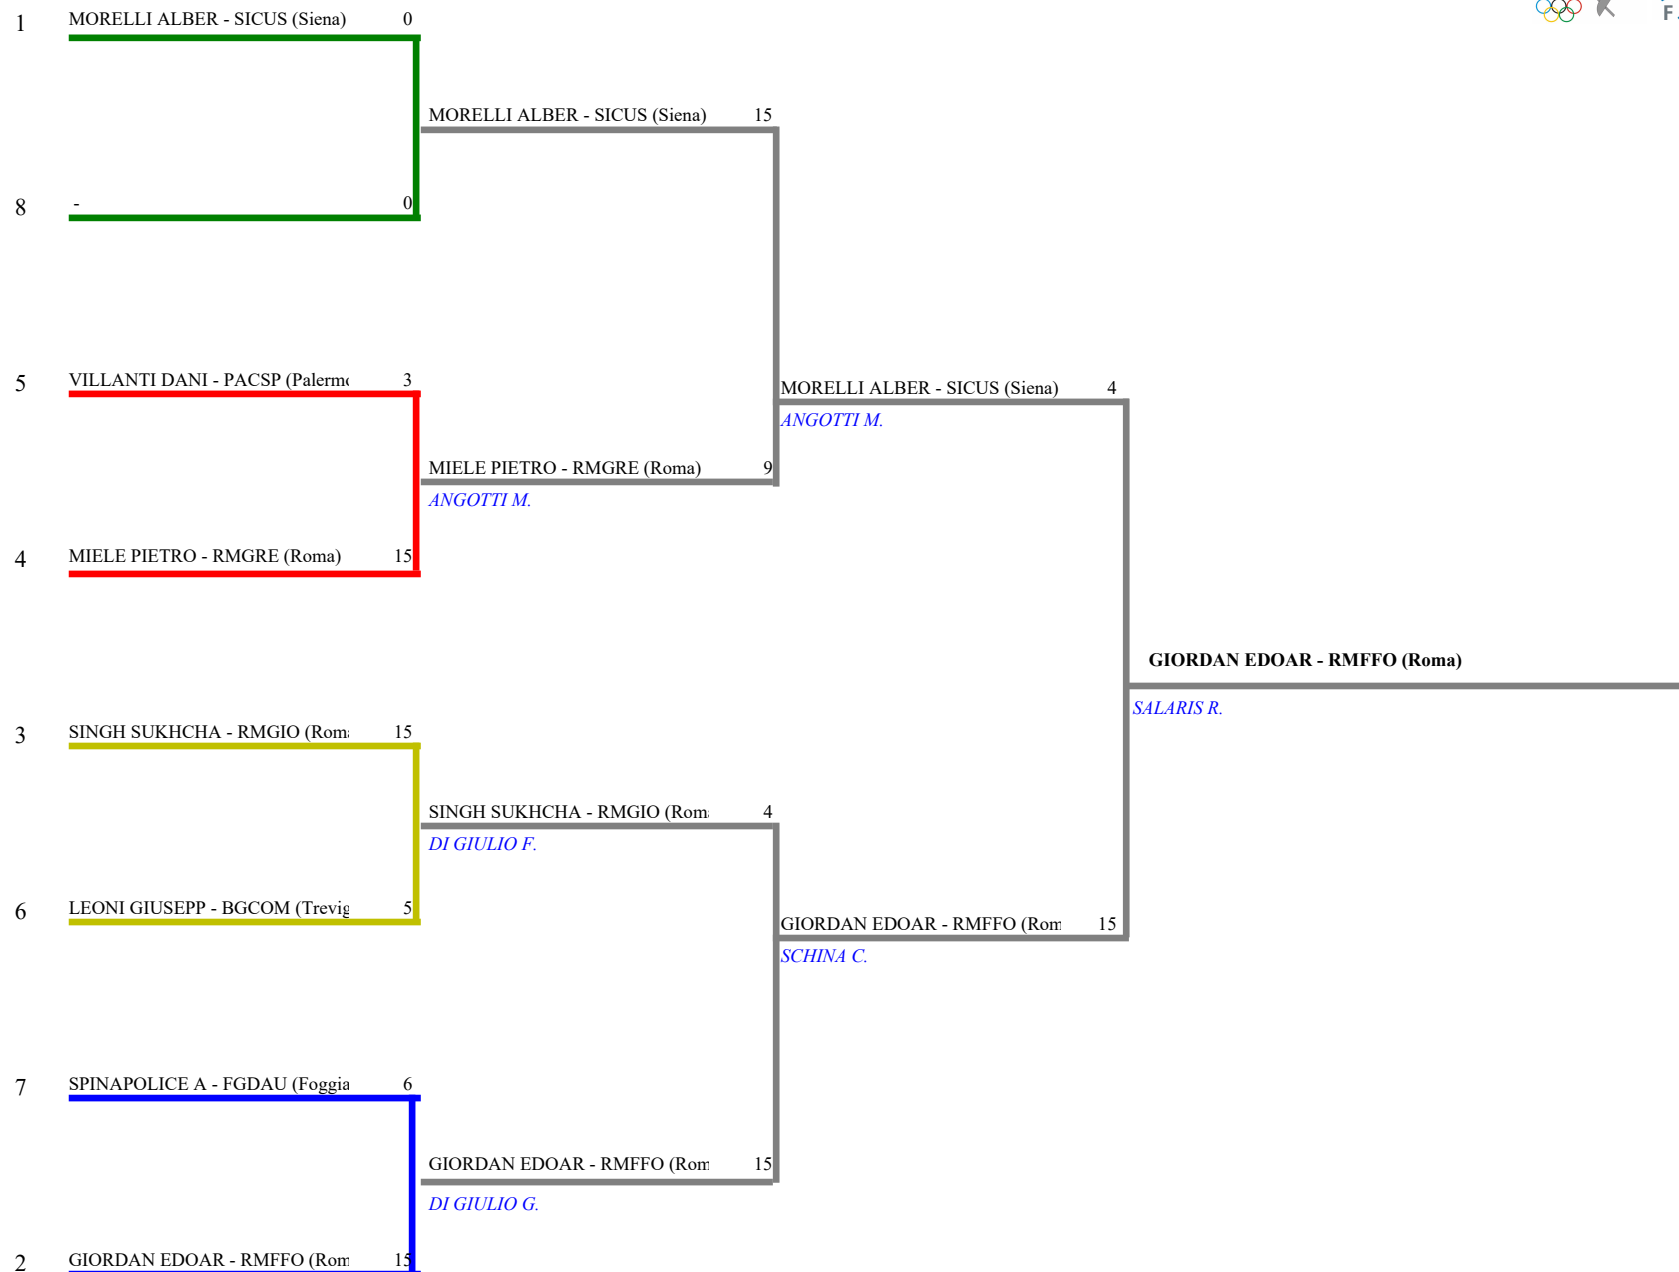 1 MORELLI ALBER - SICUS (Siena) 0
F
MORELLI ALBER - SICUS (Siena) 15
8 - 0
5 VILLANTI DANI - PACSP (Palerm 3
MORELLI ALBER - SICUS (Siena) 4
ANGOTTI M.
MIELE PIETRO - RMGRE (Roma) 9
ANGOTTI M.
4 MIELE PIETRO - RMGRE (Roma) 15
GIORDAN EDOAR - RMFFO (Roma)
SALARIS R.
3 SINGH SUKHCHA - RMGIO (Rom 15
SINGH SUKHCHA - RMGIO (Rom 4
DI GIULIO F.
6 LEONI GIUSEPP - BGCOM (Trevig 5
GIORDAN EDOAR - RMFFO (Rom 15
SCHINA C.
7 SPINAPOLICE A - FGDAU (Foggia 6
GIORDAN EDOAR - RMFFO (Rom 15
DI GIULIO G.
2 GIORDAN EDOAR - RMFFO (Rom 15